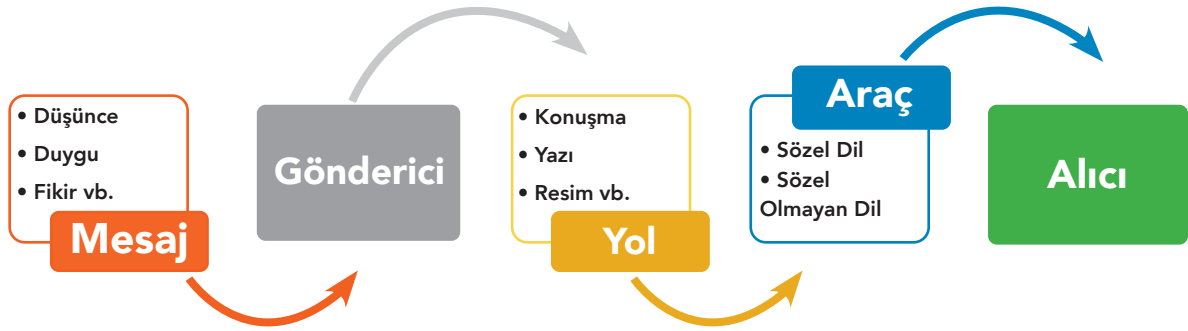 • Düşünce
• Duygu
• Fikir vb.
Mesaj
Gönderici
• Konuşma
• Yazı
• Resim vb.
Yol
Araç
• Sözel Dil
• Sözel
Olmayan Dil
Alıcı